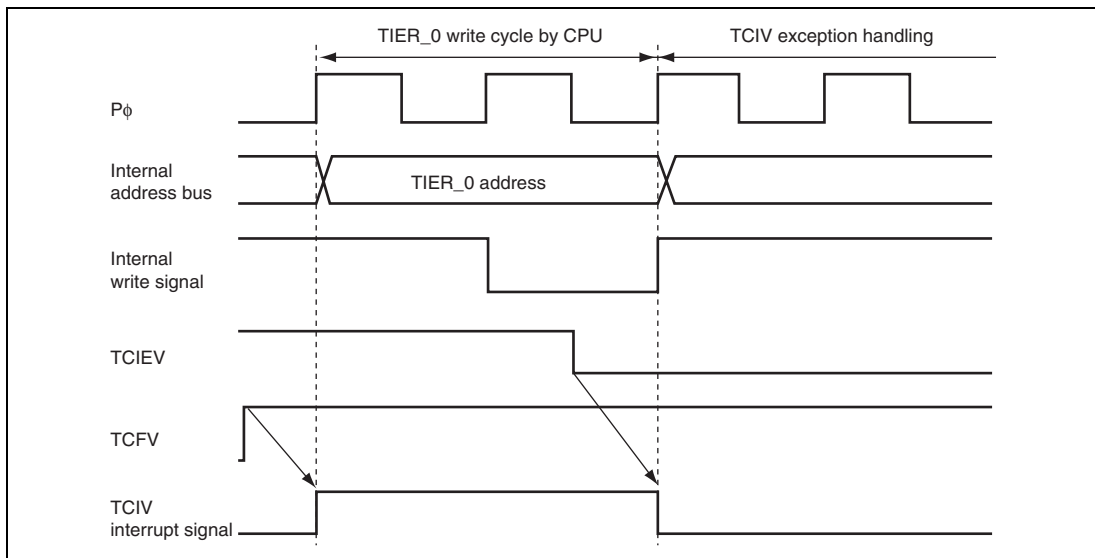 TIER_0 write cycle by CPU
TCIV exception handling
Pϕ
Internal
address bus
TIER_0 address
Internal
write signal
TCIEV
TCFV
TCIV
interrupt signal